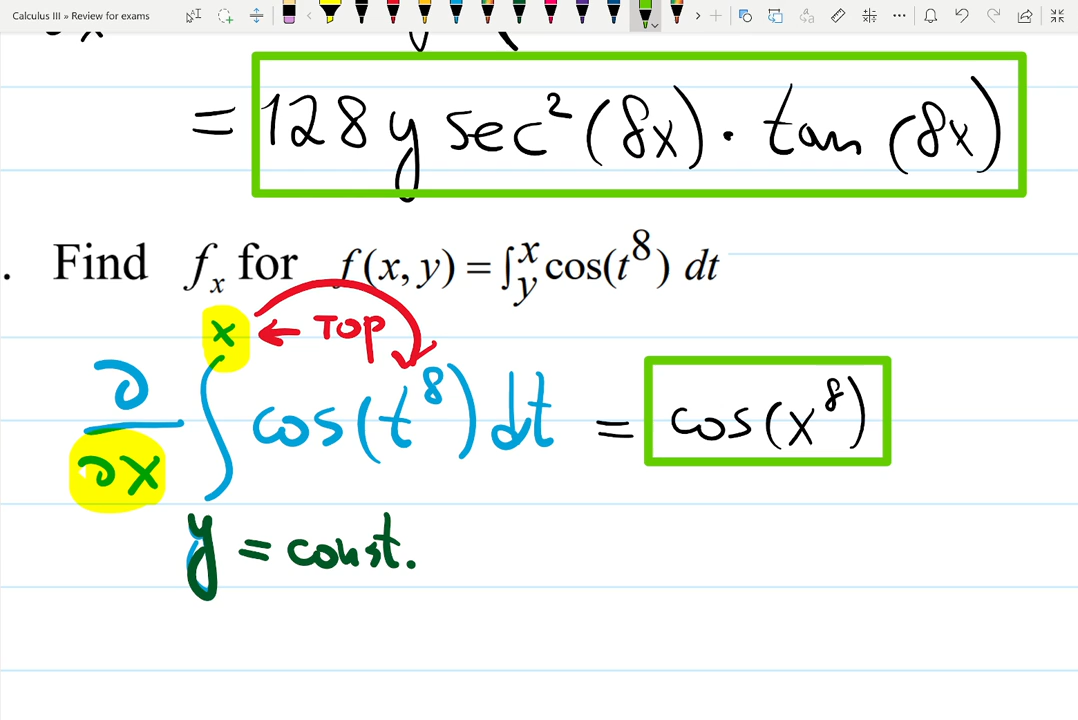 Calculus III » Review for exams
= 128 y sec² (8x) · tan (8x)
. Find fₓ for f(x, y) = ∫_y^x cos(t⁸) dt
x ← TOP
∂/∂x ∫ cos(t⁸) dt = cos(x⁸)
y = const.